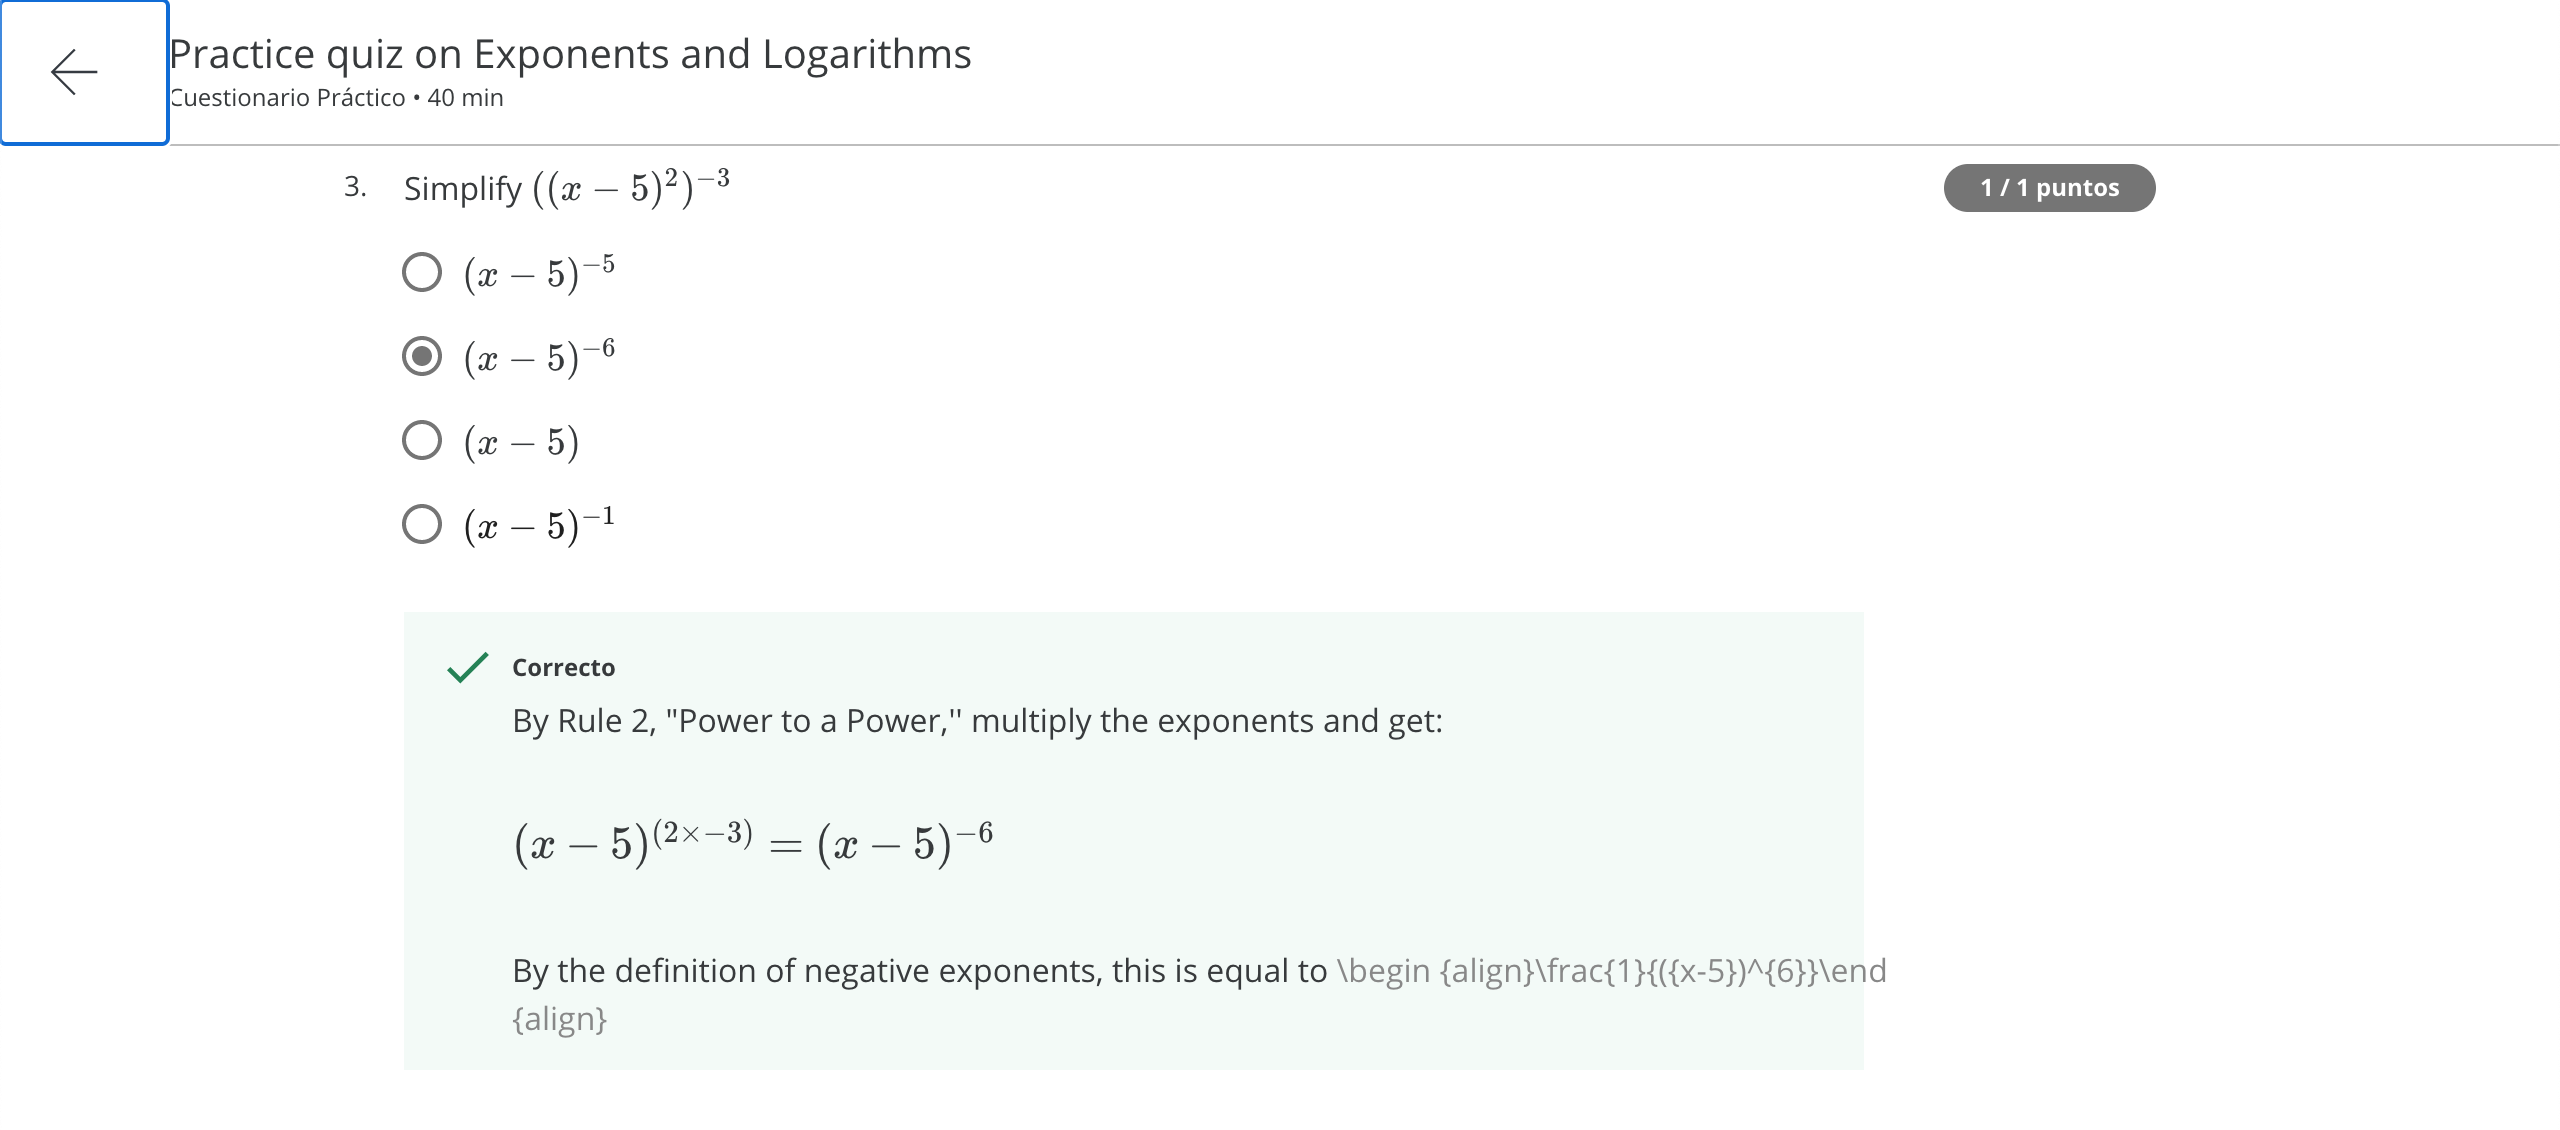 Practice quiz on Exponents and Logarithms
Cuestionario Práctico • 40 min
3. Simplify ((x − 5)²)⁻³
1 / 1 puntos
(x − 5)⁻⁵
(x − 5)⁻⁶
(x − 5)
(x − 5)⁻¹
Correcto
By Rule 2, "Power to a Power,'' multiply the exponents and get:
(x − 5)⁽²ˣ⁻³⁾ = (x − 5)⁻⁶
By the definition of negative exponents, this is equal to \begin {align}\frac{1}{({x-5})^{6}}\end
{align}